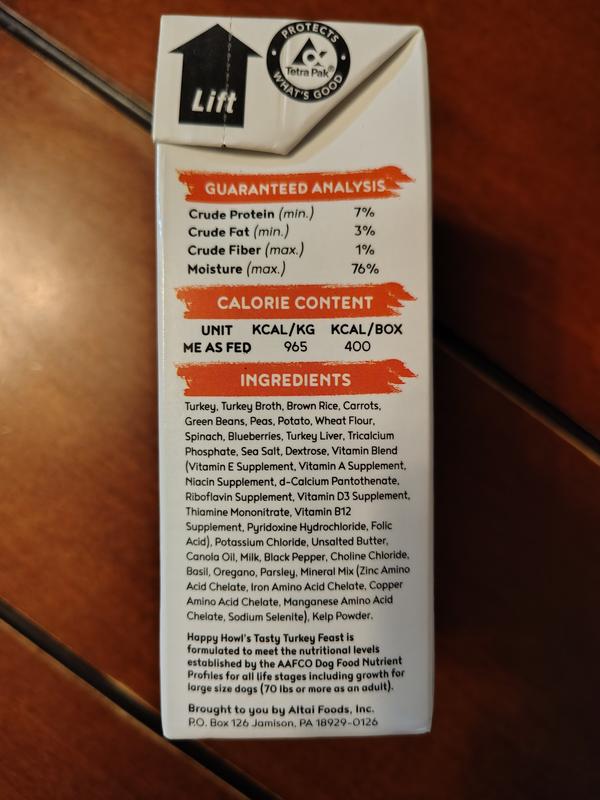 PROTECTS
Tetra Pak®
WHAT'S GOOD
Lift
GUARANTEED ANALYSIS
Crude Protein (min.) 7%
Crude Fat (min.) 3%
Crude Fiber (max.) 1%
Moisture (max.) 76%
CALORIE CONTENT
UNIT KCAL/KG KCAL/BOX
ME AS FED 965 400
INGREDIENTS
Turkey, Turkey Broth, Brown Rice, Carrots,
Green Beans, Peas, Potato, Wheat Flour,
Spinach, Blueberries, Turkey Liver, Tricalcium
Phosphate, Sea Salt, Dextrose, Vitamin Blend
(Vitamin E Supplement, Vitamin A Supplement,
Niacin Supplement, d-Calcium Pantothenate,
Riboflavin Supplement, Vitamin D3 Supplement,
Thiamine Mononitrate, Vitamin B12
Supplement, Pyridoxine Hydrochloride, Folic
Acid), Potassium Chloride, Unsalted Butter,
Canola Oil, Milk, Black Pepper, Choline Chloride,
Basil, Oregano, Parsley, Mineral Mix (Zinc Amino
Acid Chelate, Iron Amino Acid Chelate, Copper
Amino Acid Chelate, Manganese Amino Acid
Chelate, Sodium Selenite), Kelp Powder.
Happy Howl's Tasty Turkey Feast is
formulated to meet the nutritional levels
established by the AAFCO Dog Food Nutrient
Profiles for all life stages including growth for
large size dogs (70 lbs or more as an adult).
Brought to you by Altai Foods, Inc.
P.O. Box 126 Jamison, PA 18929-0126